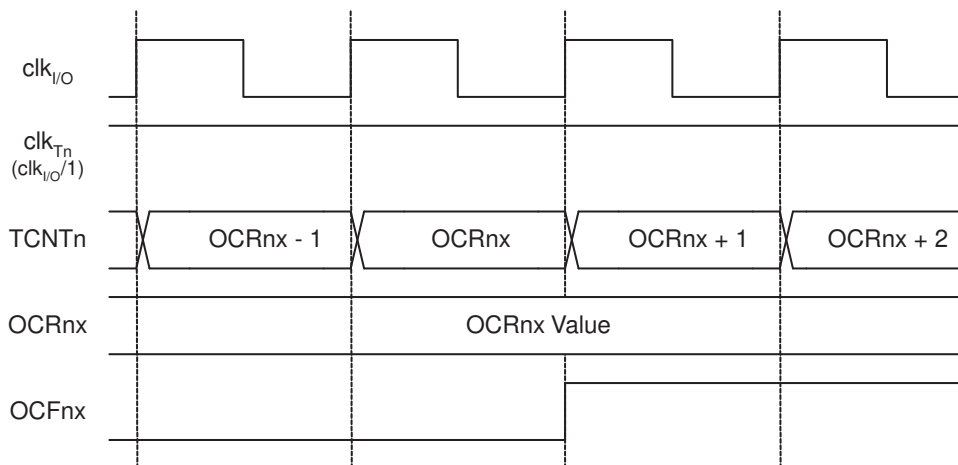 clkI/O
clkTn
(clkI/O/1)
TCNTn
OCRnx - 1
OCRnx
OCRnx + 1
OCRnx + 2
OCRnx
OCRnx Value
OCFnx